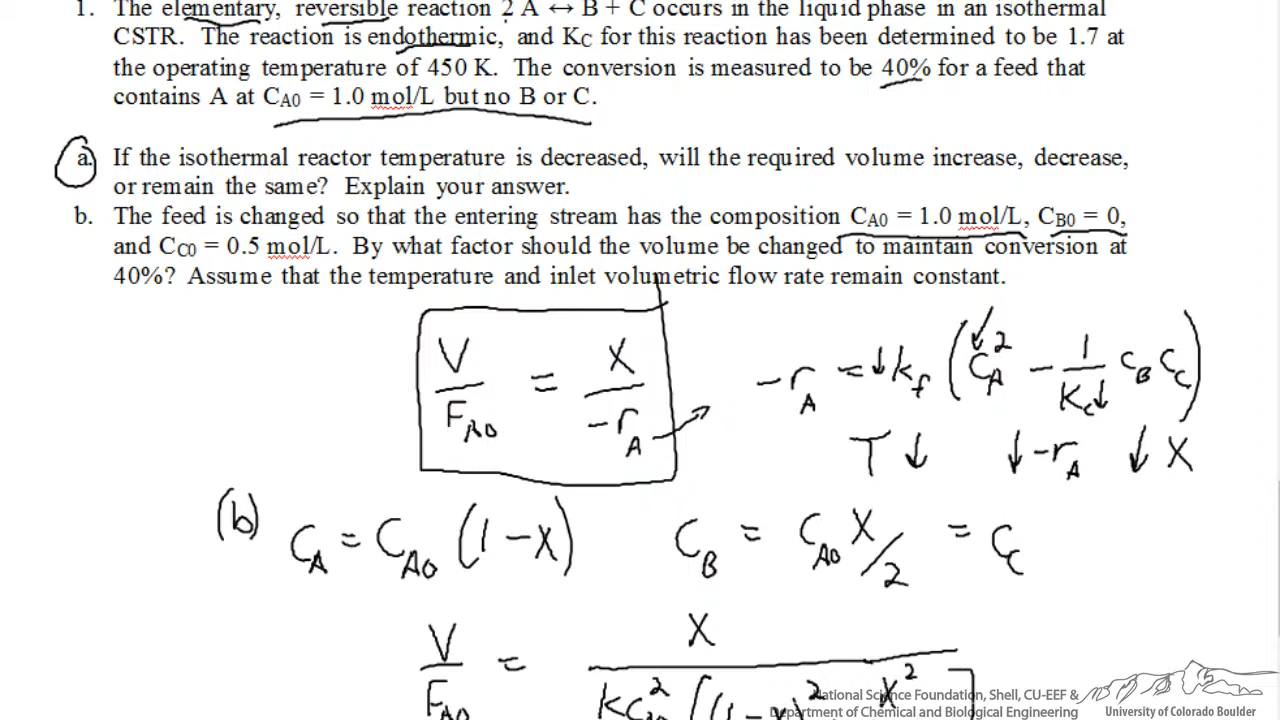 1. The elementary, reversible reaction 2 A ↔ B + C occurs in the liquid phase in an isothermal
CSTR. The reaction is endothermic, and KC for this reaction has been determined to be 1.7 at
the operating temperature of 450 K. The conversion is measured to be 40% for a feed that
contains A at CA0 = 1.0 mol/L but no B or C.
a. If the isothermal reactor temperature is decreased, will the required volume increase, decrease,
or remain the same? Explain your answer.
b. The feed is changed so that the entering stream has the composition CA0 = 1.0 mol/L, CB0 = 0,
and CC0 = 0.5 mol/L. By what factor should the volume be changed to maintain conversion at
40%? Assume that the temperature and inlet volumetric flow rate remain constant.
V/FA0 = X/-rA → -rA = ↓kf (↓CA² - 1/Kc↓ CB CC)
T ↓ ↓-rA ↓X
(b) CA = CA0 (1-X) CB = CA0 X/2 = CC
V/FA0 = X
KC²A0 [(1-X)² - X²
National Science Foundation, Shell, CU-EEF &
Department of Chemical and Biological Engineering
University of Colorado Boulder